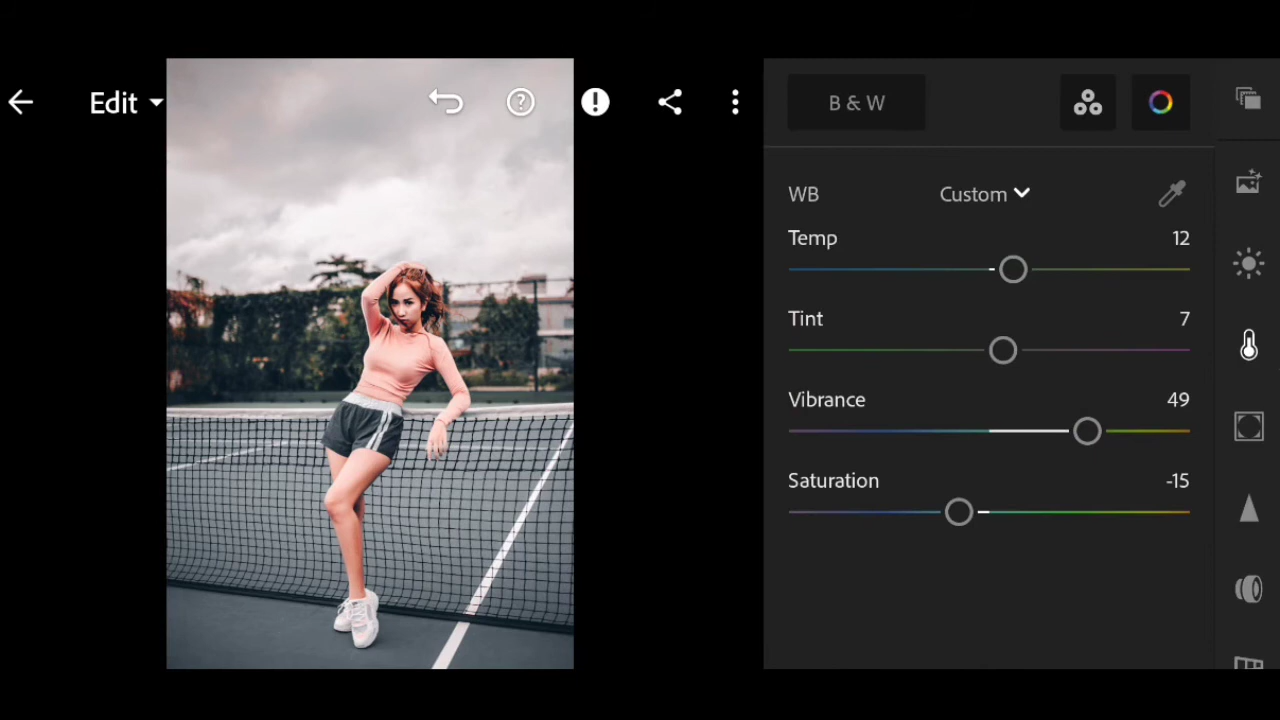 Edit
B & W
WB Custom
Temp 12
Tint 7
Vibrance 49
Saturation -15